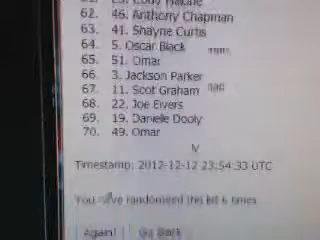 62. 46. Anthony Chapman
63. 41. Shayne Curtis
64. 5. Oscar Black
65. 51. Omar
66. 3. Jackson Parker
67. 11. Scot Graham
68. 22. Joe Eivers
69. 19. Danielle Dooly
70. 49. Omar
IV
Timestamp: 2012-12-12 23:54:33 UTC
You have randomised this list 6 times
Again! Go Back